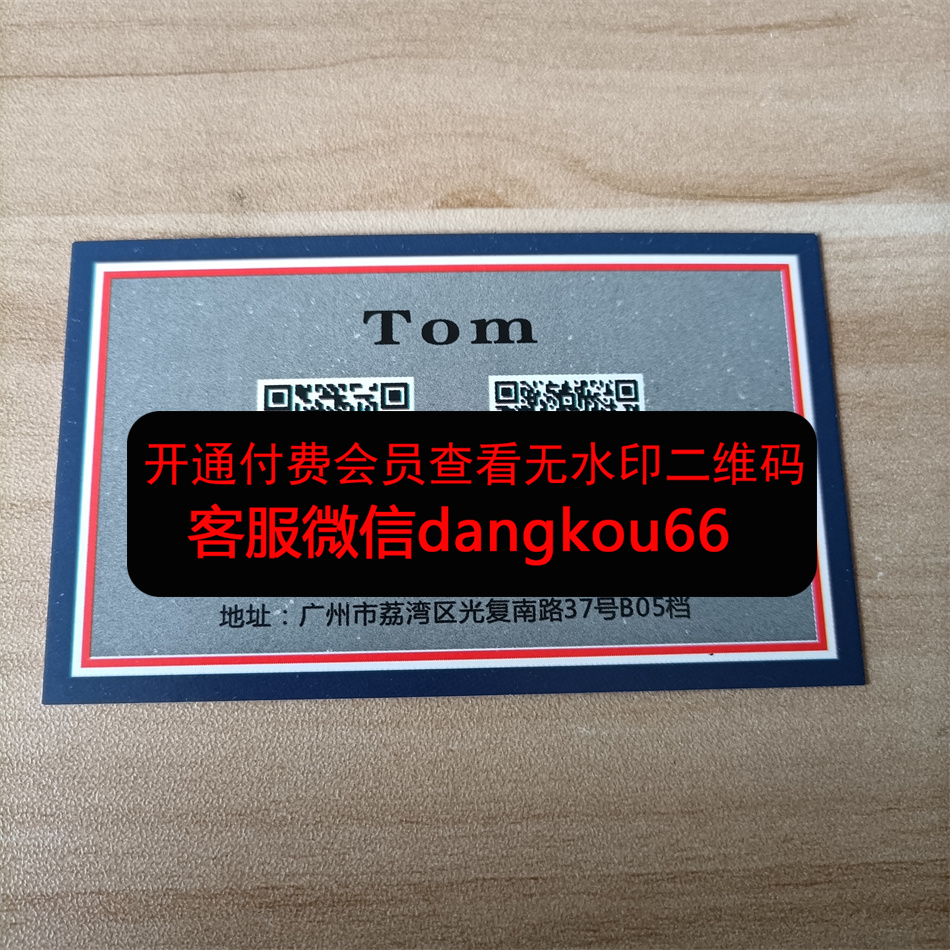 Tom
开通付费会员查看无水印二维码
客服微信dangkou66
地址：广州市荔湾区光复南路37号B05档